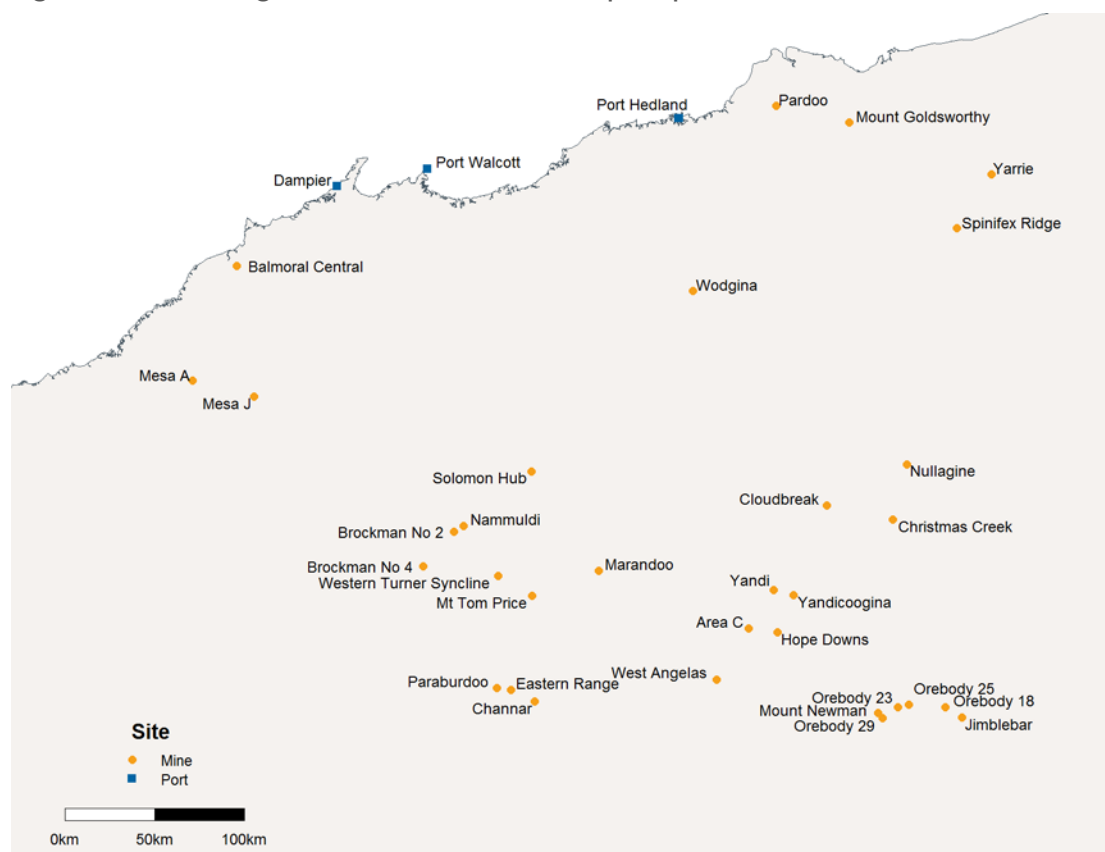 Port Hedland
Pardoo
Mount Goldsworthy
Port Walcott
Dampier
Yarrie
Spinifex Ridge
Balmoral Central
Wodgina
Mesa A
Mesa J
Solomon Hub
Nullagine
Cloudbreak
Nammuldi
Christmas Creek
Brockman No 2
Brockman No 4
Marandoo
Western Turner Syncline
Yandi
Mt Tom Price
Yandicoogina
Area C
Hope Downs
West Angelas
Paraburdoo
Eastern Range
Orebody 25
Orebody 23
Orebody 18
Channar
Mount Newman
Orebody 29
Jimblebar
Site
Mine
Port
0km 50km 100km